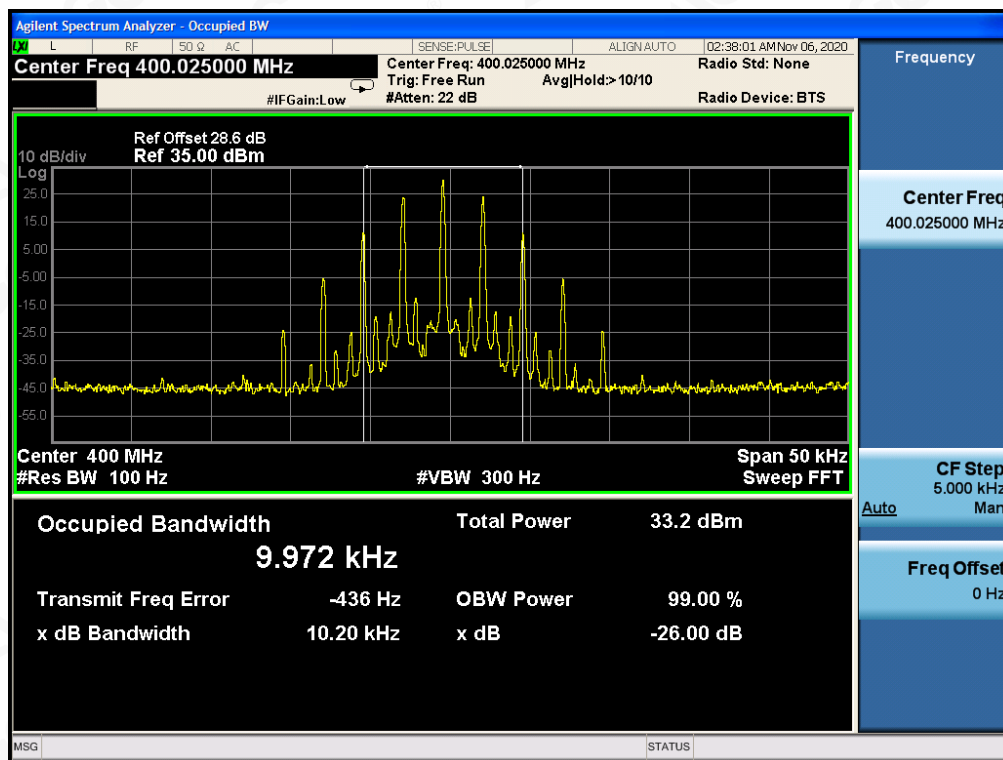 Agilent Spectrum Analyzer - Occupied BW
LXI L RF 50 Ω AC SENSE:PULSE ALIGN AUTO 02:38:01 AM Nov 06, 2020
Center Freq 400.025000 MHz
Center Freq: 400.025000 MHz
Radio Std: None
Trig: Free Run Avg|Hold:>10/10
#IFGain:Low
#Atten: 22 dB
Radio Device: BTS
Ref Offset 28.6 dB
10 dB/div Ref 35.00 dBm
Log
25.0
15.0
5.00
-5.00
-15.0
-25.0
-35.0
-45.0
-55.0
Center 400 MHz Span 50 kHz
#Res BW 100 Hz #VBW 300 Hz Sweep FFT
Occupied Bandwidth Total Power 33.2 dBm
9.972 kHz
Transmit Freq Error -436 Hz OBW Power 99.00 %
x dB Bandwidth 10.20 kHz x dB -26.00 dB
MSG STATUS
Frequency
Center Freq
400.025000 MHz
CF Step
5.000 kHz
Auto Man
Freq Offset
0 Hz